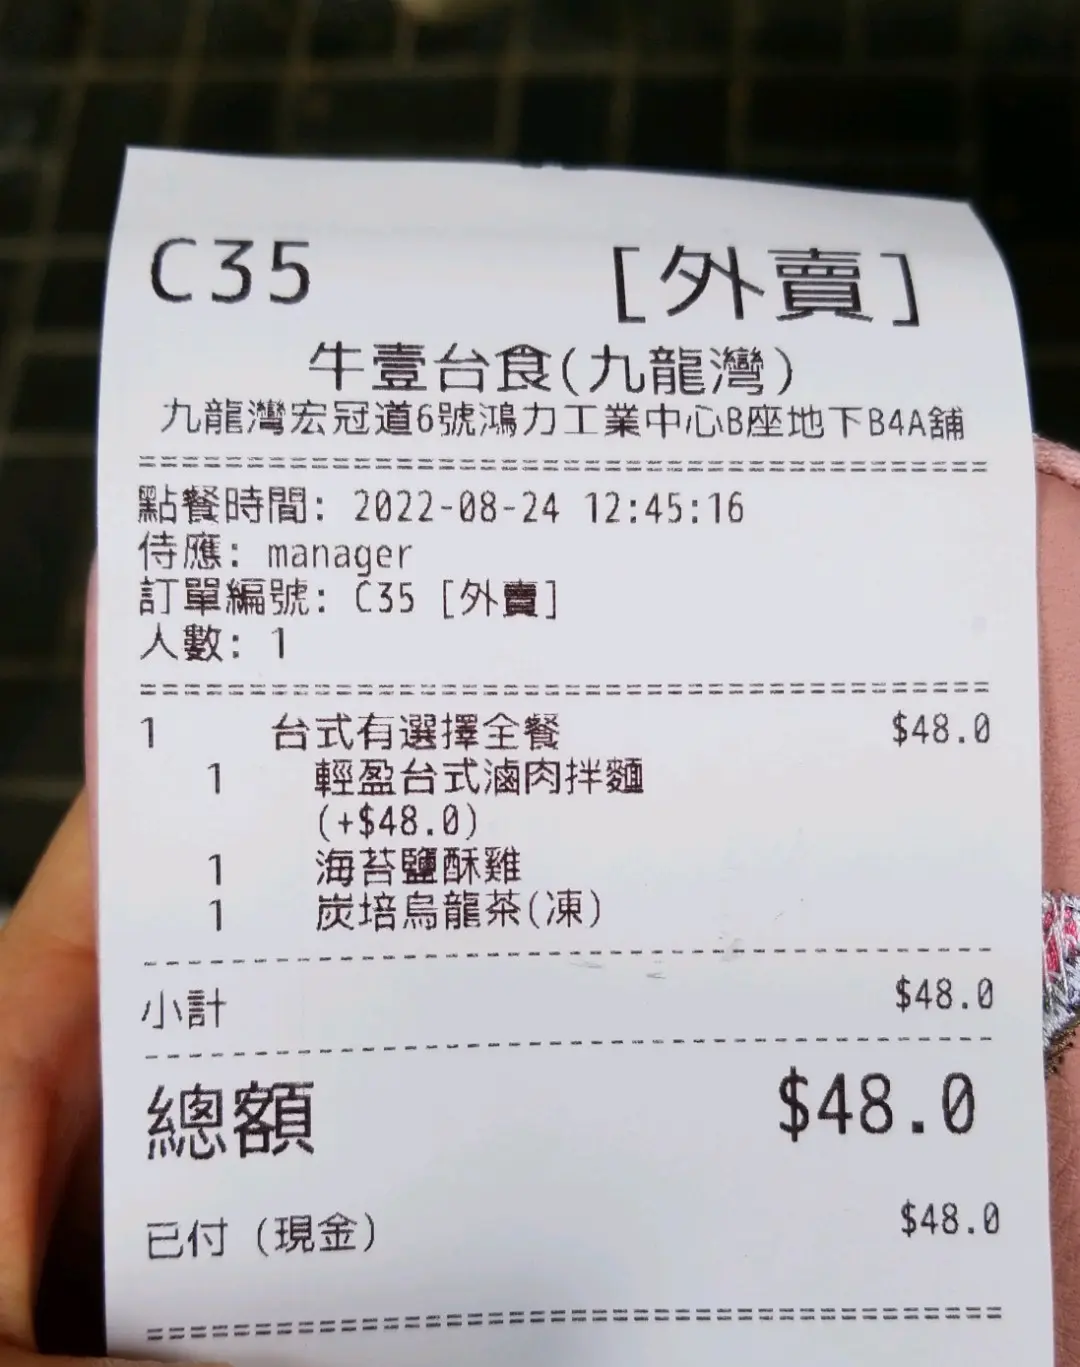 C35 [外賣]
牛壹台食(九龍灣)
九龍灣宏冠道6號鴻力工業中心B座地下B4A舖
點餐時間: 2022-08-24 12:45:16
侍應: manager
訂單編號: C35 [外賣]
人數: 1
1 台式有選擇全餐 $48.0
1 輕盈台式滷肉拌麵
(+$48.0)
1 海苔鹽酥雞
1 炭培烏龍茶(凍)
小計 $48.0
總額 $48.0
已付 (現金) $48.0